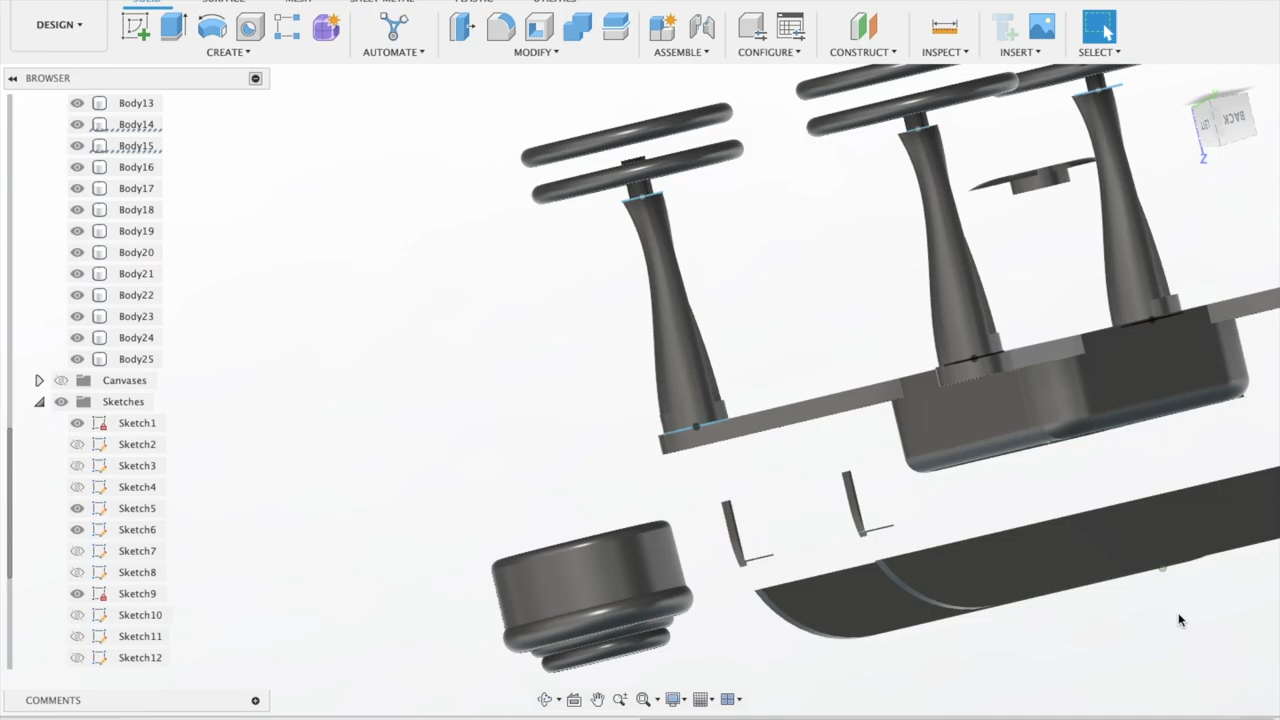 SOLID SURFACE MESH SHEET METAL PLASTIC UTILITIES
DESIGN
CREATE AUTOMATE MODIFY ASSEMBLE CONFIGURE CONSTRUCT INSPECT INSERT SELECT
BROWSER
Body13
Body14
Body15
Body16
Body17
Body18
Body19
Body20
Body21
Body22
Body23
Body24
Body25
Canvases
Sketches
Sketch1
Sketch2
Sketch3
Sketch4
Sketch5
Sketch6
Sketch7
Sketch8
Sketch9
Sketch10
Sketch11
Sketch12
COMMENTS
BACK
Z